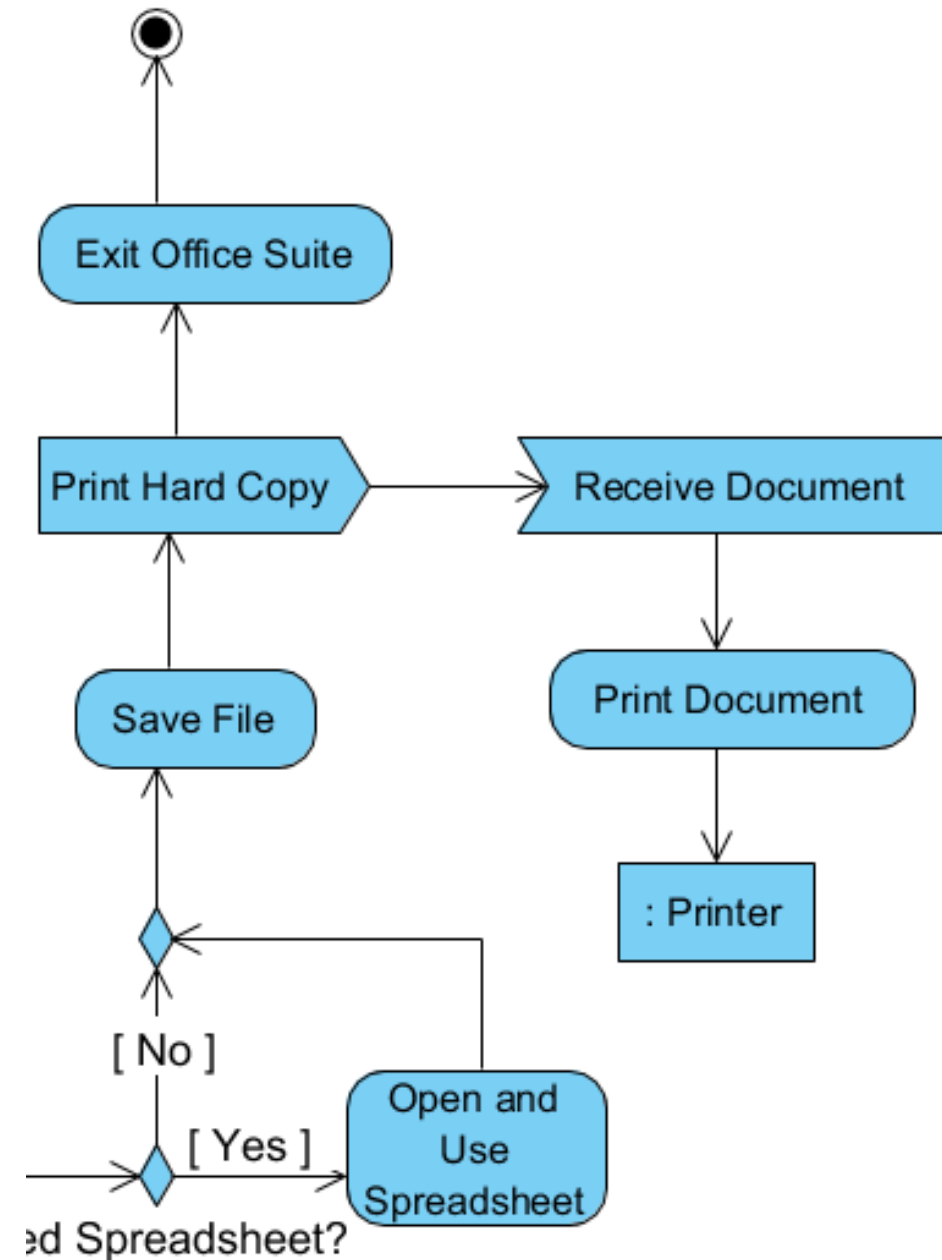 Exit Office Suite
Print Hard Copy
Receive Document
Save File
Print Document
: Printer
[ No ]
Open and
Use
Spreadsheet
[ Yes ]
ed Spreadsheet?